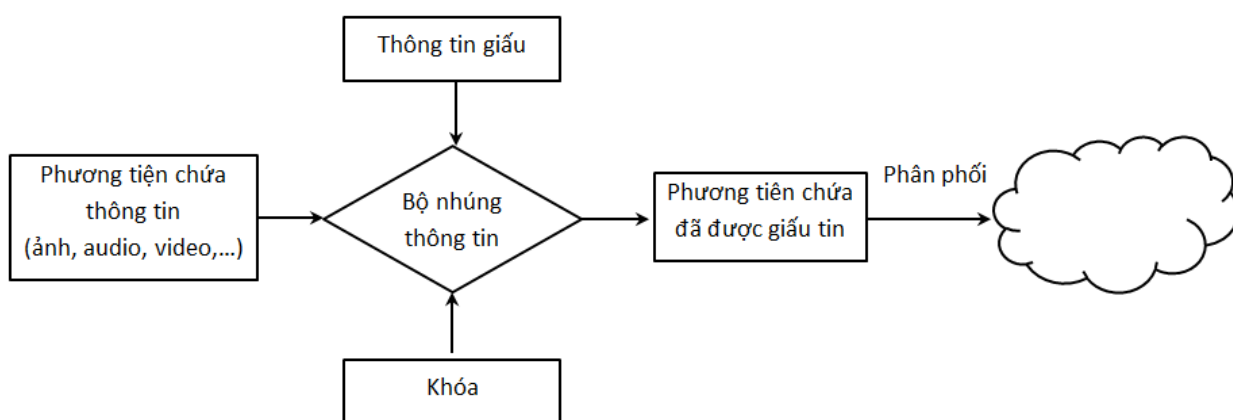 Thông tin giấu
Phương tiện chứa
thông tin
(ảnh, audio, video,...)
Bộ nhúng
thông tin
Phương tiên chứa
đã được giấu tin
Phân phối
Khóa